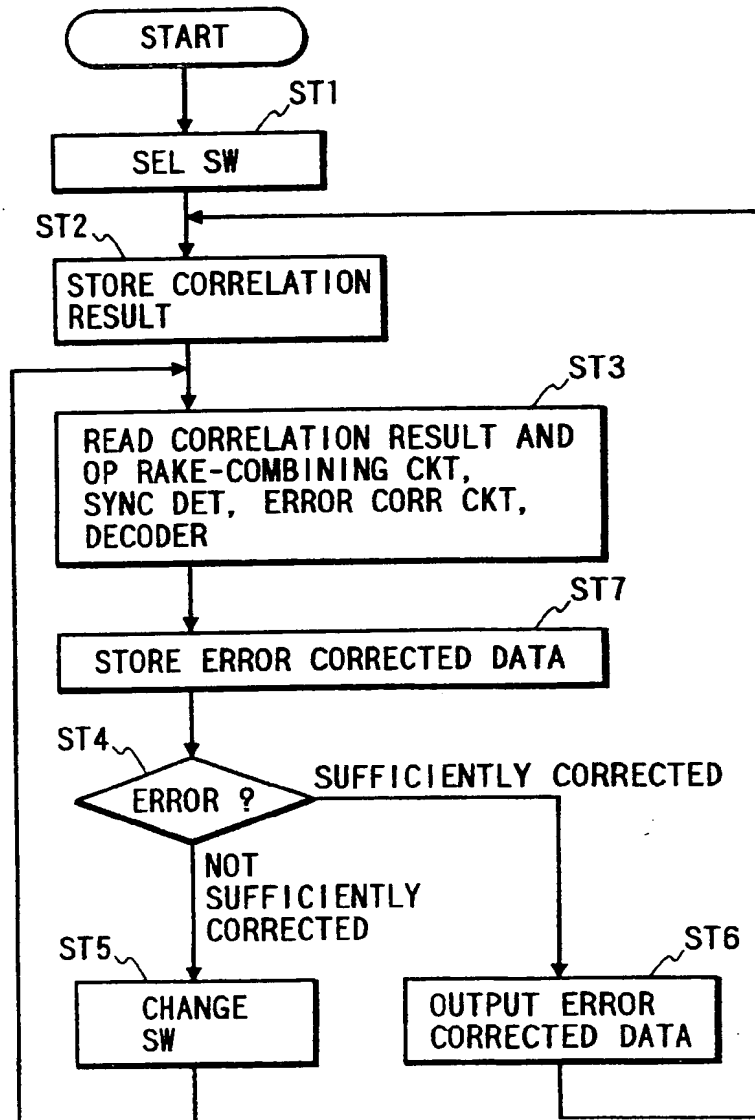 START
ST1
SEL SW
ST2
STORE CORRELATION
RESULT
ST3
READ CORRELATION RESULT AND
OP RAKE-COMBINING CKT,
SYNC DET, ERROR CORR CKT,
DECODER
ST7
STORE ERROR CORRECTED DATA
ST4
ERROR ?
SUFFICIENTLY CORRECTED
NOT
SUFFICIENTLY
CORRECTED
ST5
CHANGE
SW
ST6
OUTPUT ERROR
CORRECTED DATA